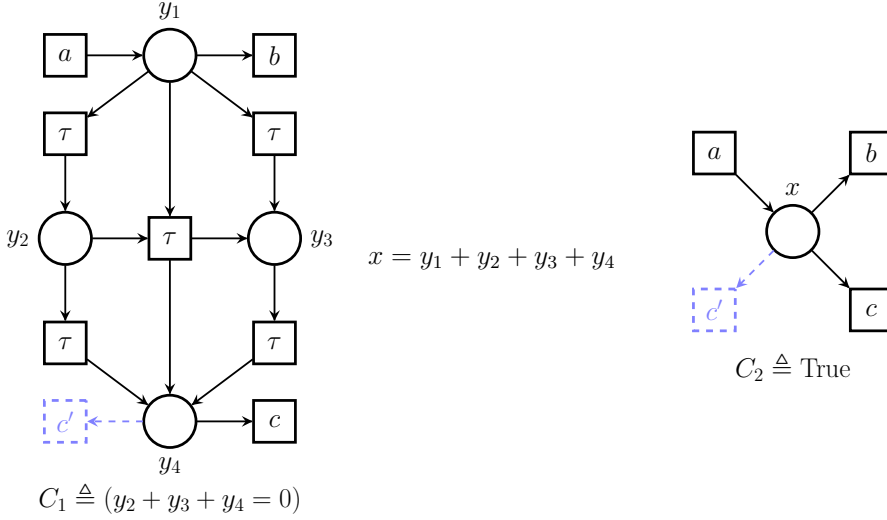 y₁
a
b
τ
τ
y₂
τ
y₃
τ
τ
c′
c
y₄
C₁ ≜ (y₂ + y₃ + y₄ = 0)
x = y₁ + y₂ + y₃ + y₄
a
b
x
c′
c
C₂ ≜ True